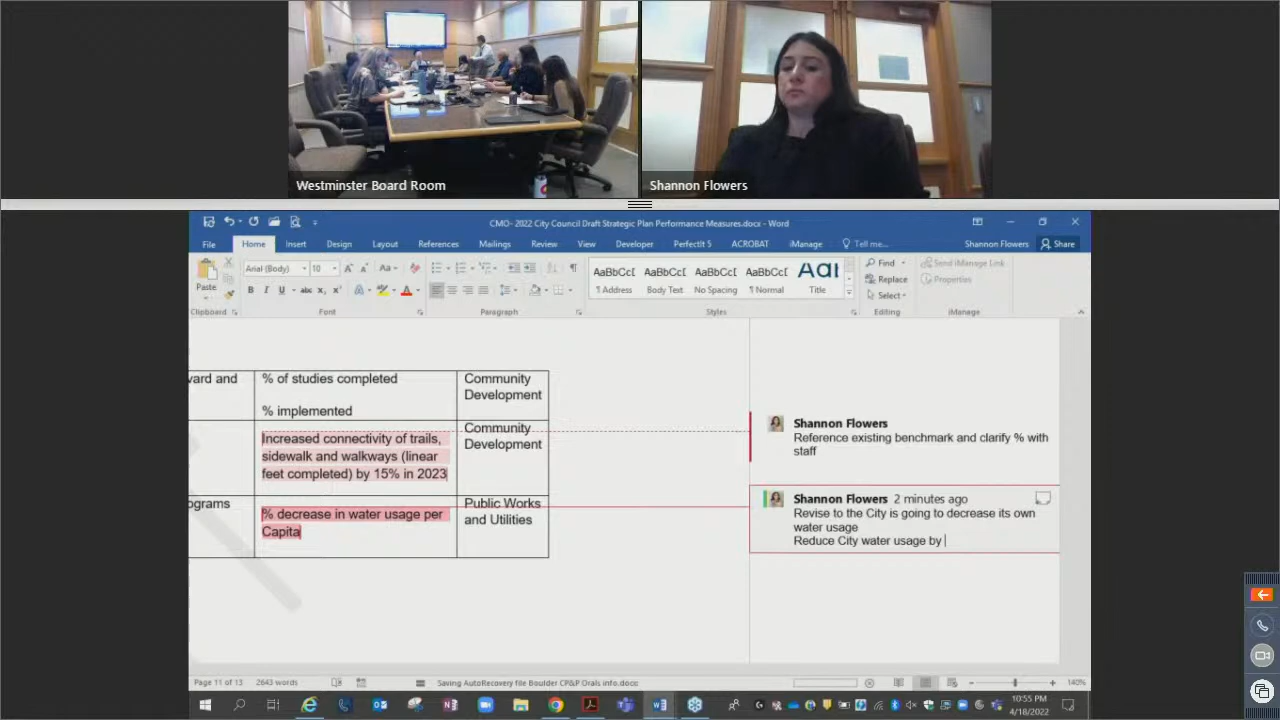 Westminster Board Room
Shannon Flowers
CMO- 2022 City Council Draft Strategic Plan Performance Measures.docx - Word
File Home Insert Design Layout References Mailings Review View Developer PerfectIt 5 ACROBAT iManage Tell me... Shannon Flowers Share
Paste
Arial (Body) 10
AaBbCcI AaBbCcI AaBbCcI AaBbCcI AaI
¶ Address Body Text No Spacing ¶ Normal Title
Find
Replace
Select
Send iManage Link
Properties
Clipboard Font Paragraph Styles Editing iManage
vard and
% of studies completed
% implemented
Community
Development
Increased connectivity of trails,
sidewalk and walkways (linear
feet completed) by 15% in 2023
Community
Development
ograms
% decrease in water usage per
Capita
Public Works
and Utilities
Shannon Flowers
Reference existing benchmark and clarify % with
staff
Shannon Flowers 2 minutes ago
Revise to the City is going to decrease its own
water usage
Reduce City water usage by
Page 11 of 13 2643 words Saving AutoRecovery file Boulder CP&P Orals info.docx 140%
10:55 PM
4/18/2022